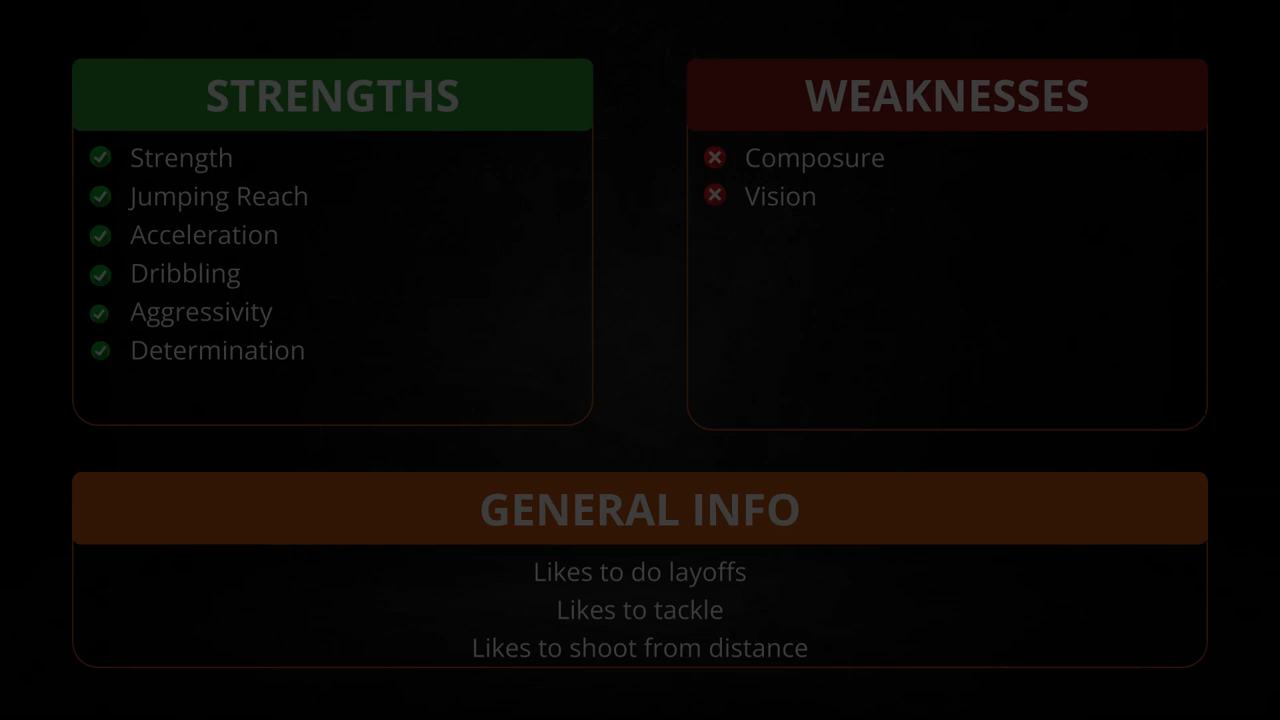 STRENGTHS
Strength
Jumping Reach
Acceleration
Dribbling
Aggressivity
Determination
WEAKNESSES
Composure
Vision
GENERAL INFO
Likes to do layoffs
Likes to tackle
Likes to shoot from distance